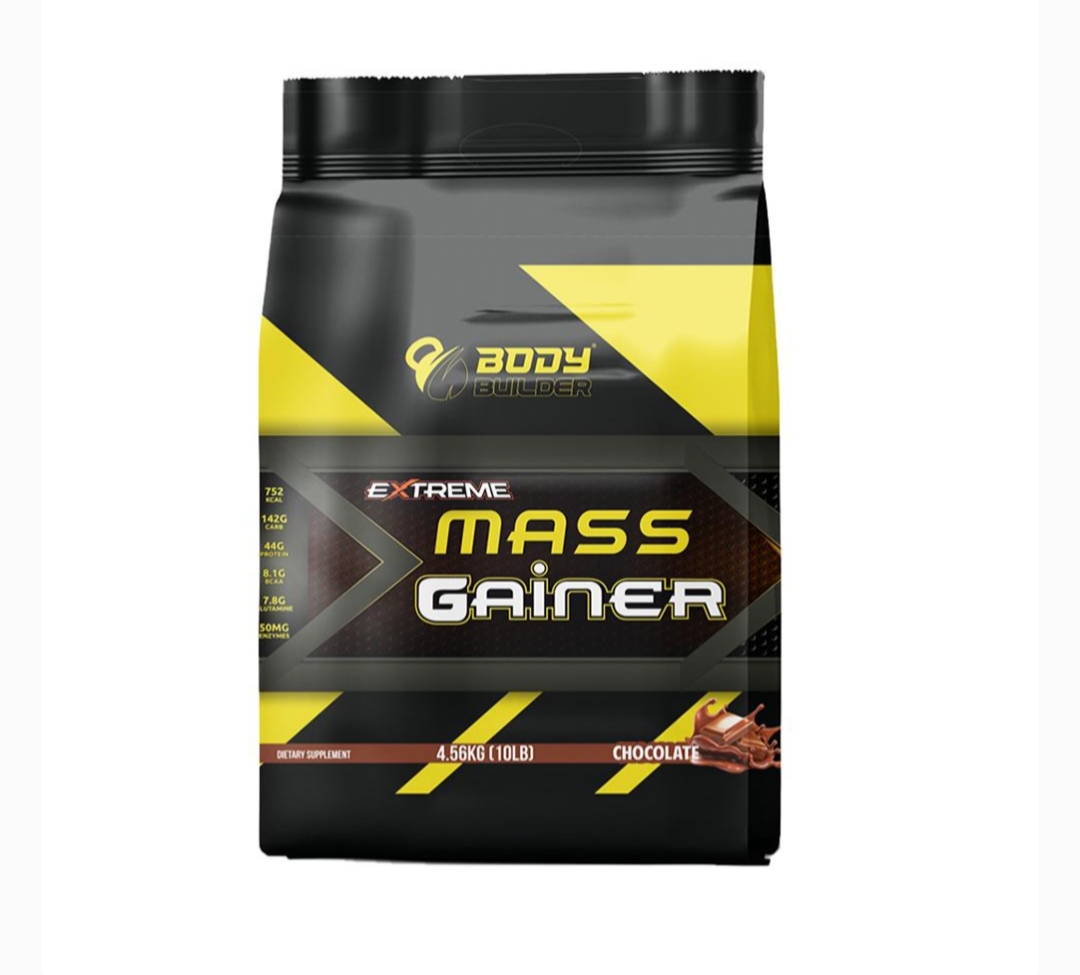 BODY
BUILDER
EXTREME
MASS
GAiNER
752
KCAL
142G
CARB
44G
PROTEIN
8.1G
BCAA
7.8G
LUTAMINE
50MG
ENZYMES
DIETARY SUPPLEMENT
4.56KG (10LB)
CHOCOLATE